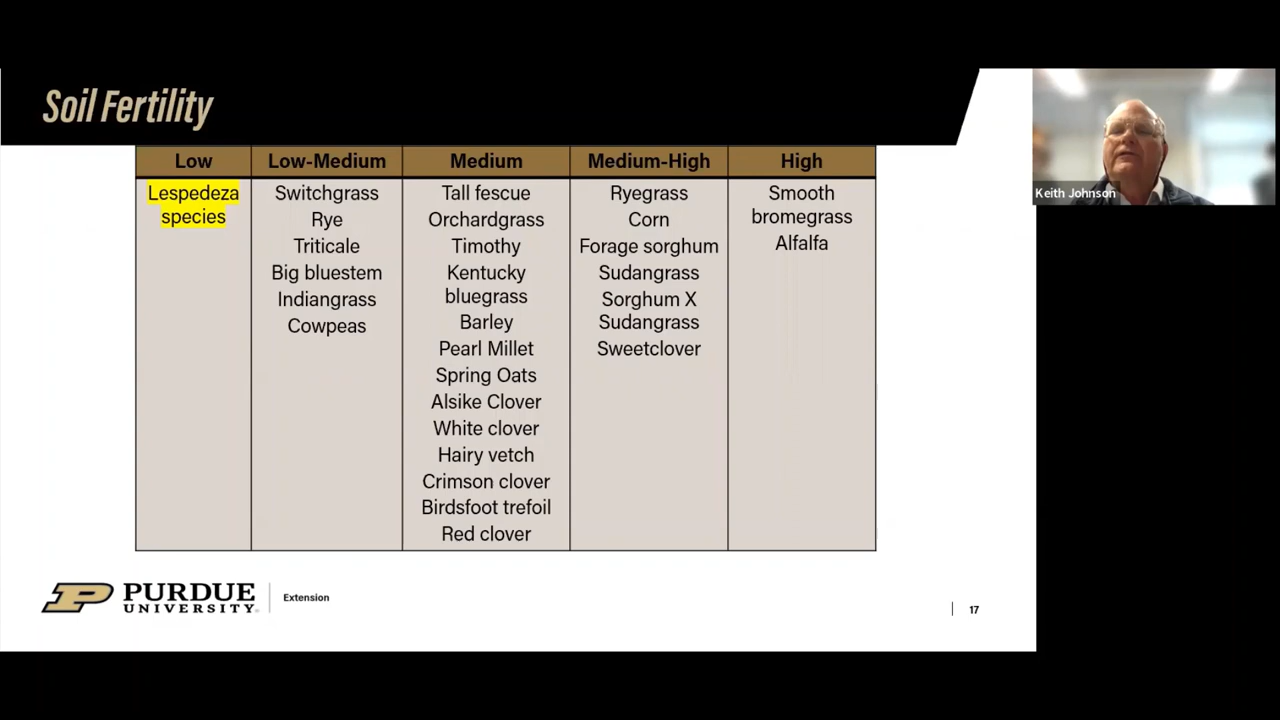 Soil Fertility
Keith Johnson
Low
Low-Medium
Medium
Medium-High
High
Lespedeza
species
Switchgrass
Rye
Triticale
Big bluestem
Indiangrass
Cowpeas
Tall fescue
Orchardgrass
Timothy
Kentucky
bluegrass
Barley
Pearl Millet
Spring Oats
Alsike Clover
White clover
Hairy vetch
Crimson clover
Birdsfoot trefoil
Red clover
Ryegrass
Corn
Forage sorghum
Sudangrass
Sorghum X
Sudangrass
Sweetclover
Smooth
bromegrass
Alfalfa
PURDUE
UNIVERSITY
Extension
17